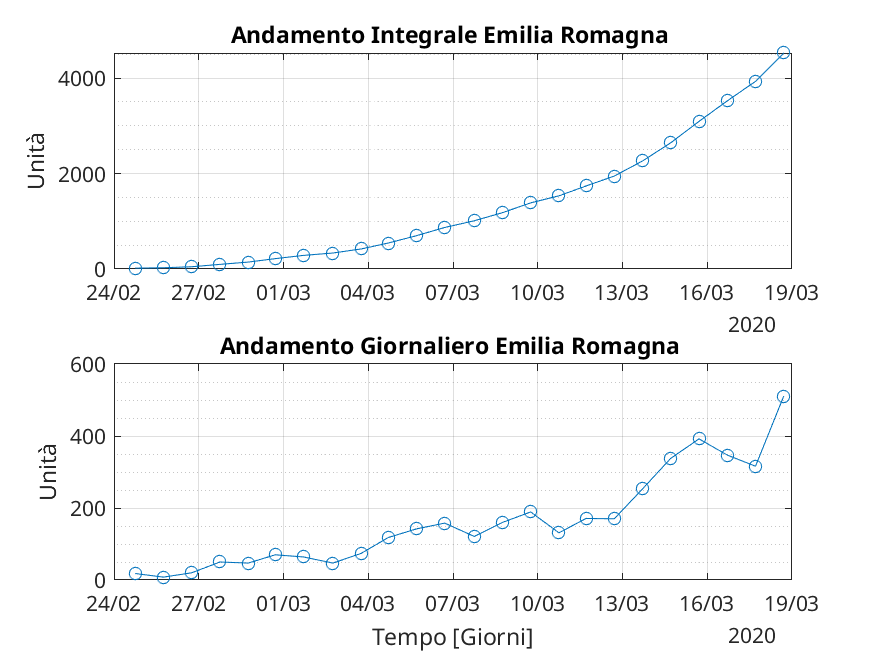 Andamento Integrale Emilia Romagna
4000
2000
0
Unità
24/02 27/02 01/03 04/03 07/03 10/03 13/03 16/03 19/03
2020
Andamento Giornaliero Emilia Romagna
600
400
200
0
Unità
24/02 27/02 01/03 04/03 07/03 10/03 13/03 16/03 19/03
Tempo [Giorni]
2020